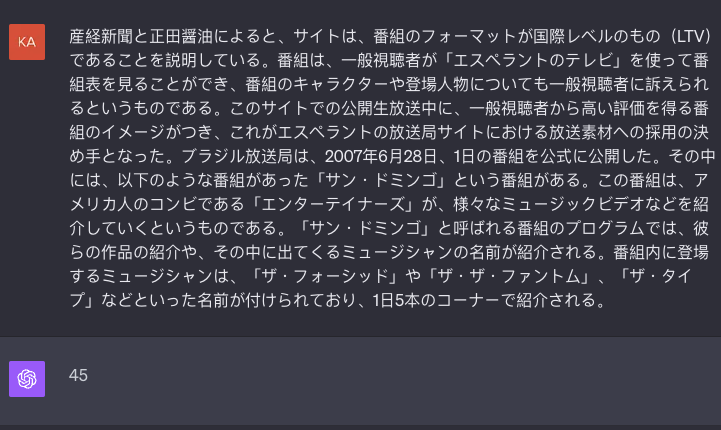 KA
産経新聞と正田醤油によると、サイトは、番組のフォーマットが国際レベルのもの（LTV）
であることを説明している。番組は、一般視聴者が「エスペラントのテレビ」を使って番
組表を見ることができ、番組のキャラクターや登場人物についても一般視聴者に訴えられ
るというものである。このサイトでの公開生放送中に、一般視聴者から高い評価を得る番
組のイメージがつき、これがエスペラントの放送局サイトにおける放送素材への採用の決
め手となった。ブラジル放送局は、2007年6月28日、1日の番組を公式に公開した。その中
には、以下のような番組があった「サン・ドミンゴ」という番組がある。この番組は、ア
メリカ人のコンビである「エンターテイナーズ」が、様々なミュージックビデオなどを紹
介していくというものである。「サン・ドミンゴ」と呼ばれる番組のプログラムでは、彼
らの作品の紹介や、その中に出てくるミュージシャンの名前が紹介される。番組内に登場
するミュージシャンは、「ザ・フォーシッド」や「ザ・ザ・ファントム」、「ザ・タイ
プ」などといった名前が付けられており、1日5本のコーナーで紹介される。
45